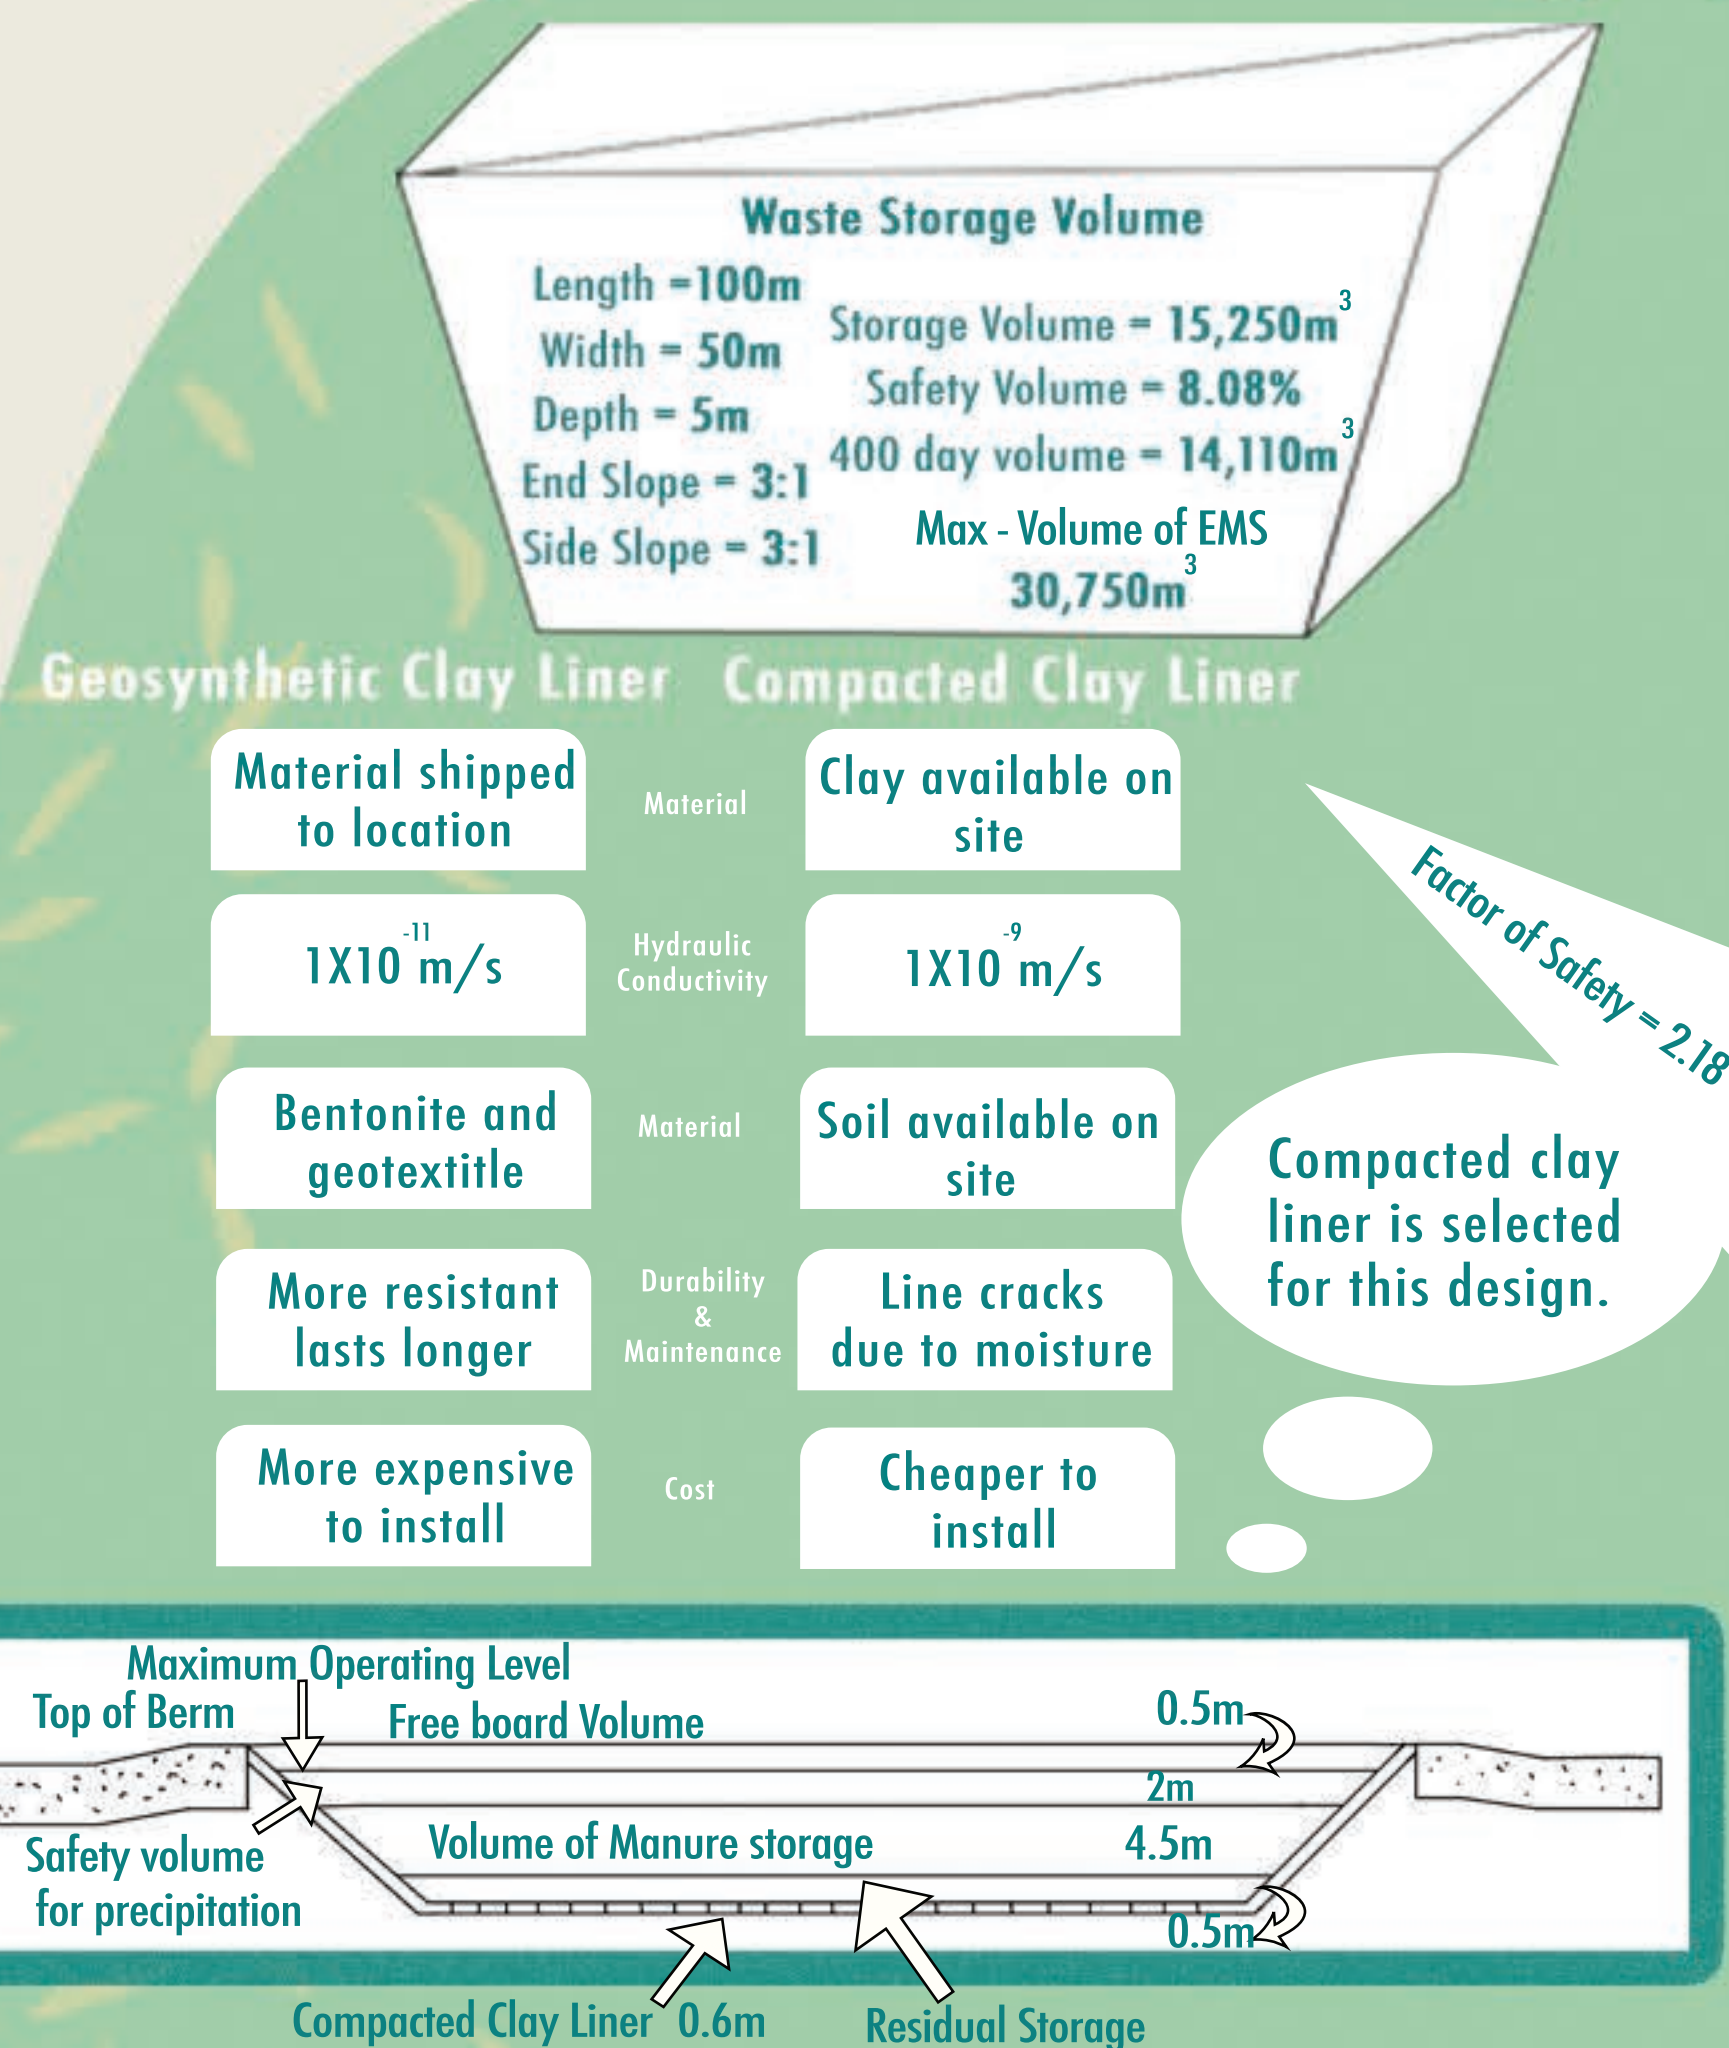 Waste Storage Volume
Length =100m
Width = 50m
Depth = 5m
End Slope = 3:1
Side Slope = 3:1
Storage Volume = 15,250m³
Safety Volume = 8.08%
400 day volume = 14,110m³
Max - Volume of EMS
30,750m³
Geosynthetic Clay Liner
Compacted Clay Liner
Material shipped
to location
Material
Clay available on
site
1X10⁻¹¹ m/s
Hydraulic
Conductivity
1X10⁻⁹ m/s
Bentonite and
geotextitle
Material
Soil available on
site
More resistant
lasts longer
Durability
&
Maintenance
Line cracks
due to moisture
More expensive
to install
Cost
Cheaper to
install
Factor of Safety = 2.18
Compacted clay
liner is selected
for this design.
Maximum Operating Level
Top of Berm
Free board Volume
0.5m
2m
Volume of Manure storage
4.5m
Safety volume
for precipitation
0.5m
Compacted Clay Liner 0.6m
Residual Storage